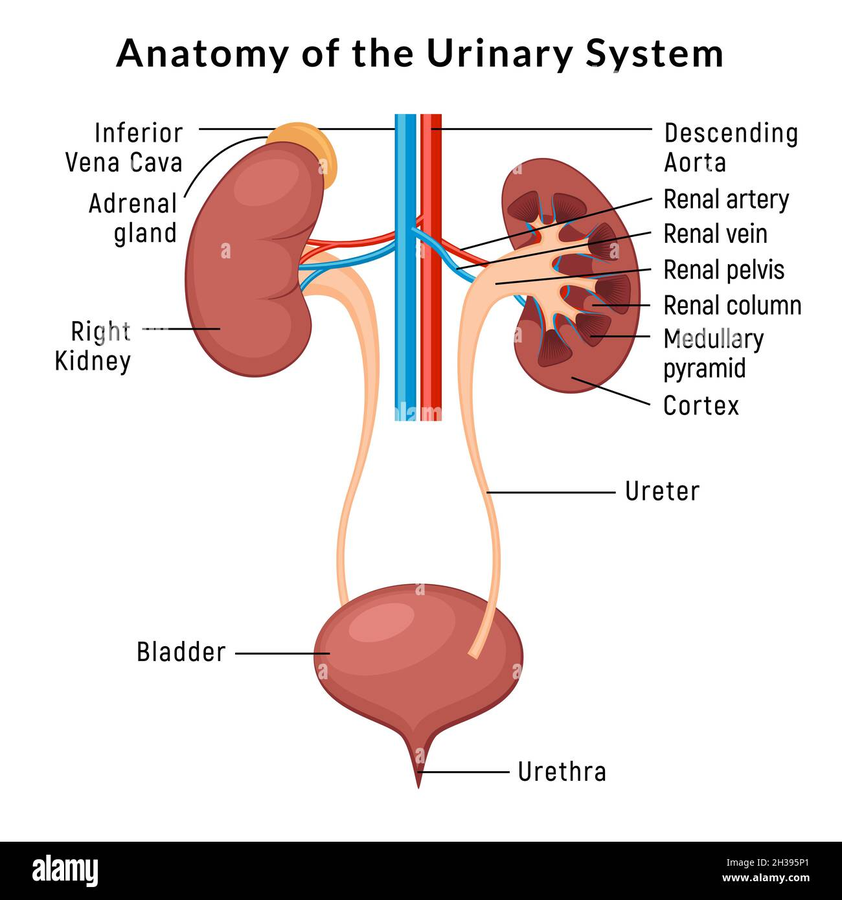 Anatomy of the Urinary System
Inferior
Vena Cava
Adrenal
gland
Right
Kidney
Descending
Aorta
Renal artery
Renal vein
Renal pelvis
Renal column
Medullary
pyramid
Cortex
Ureter
Bladder
Urethra
a
a
a
a
alamy
a
a
a
a
alamy
Image ID: 2H395P1
www.alamy.com